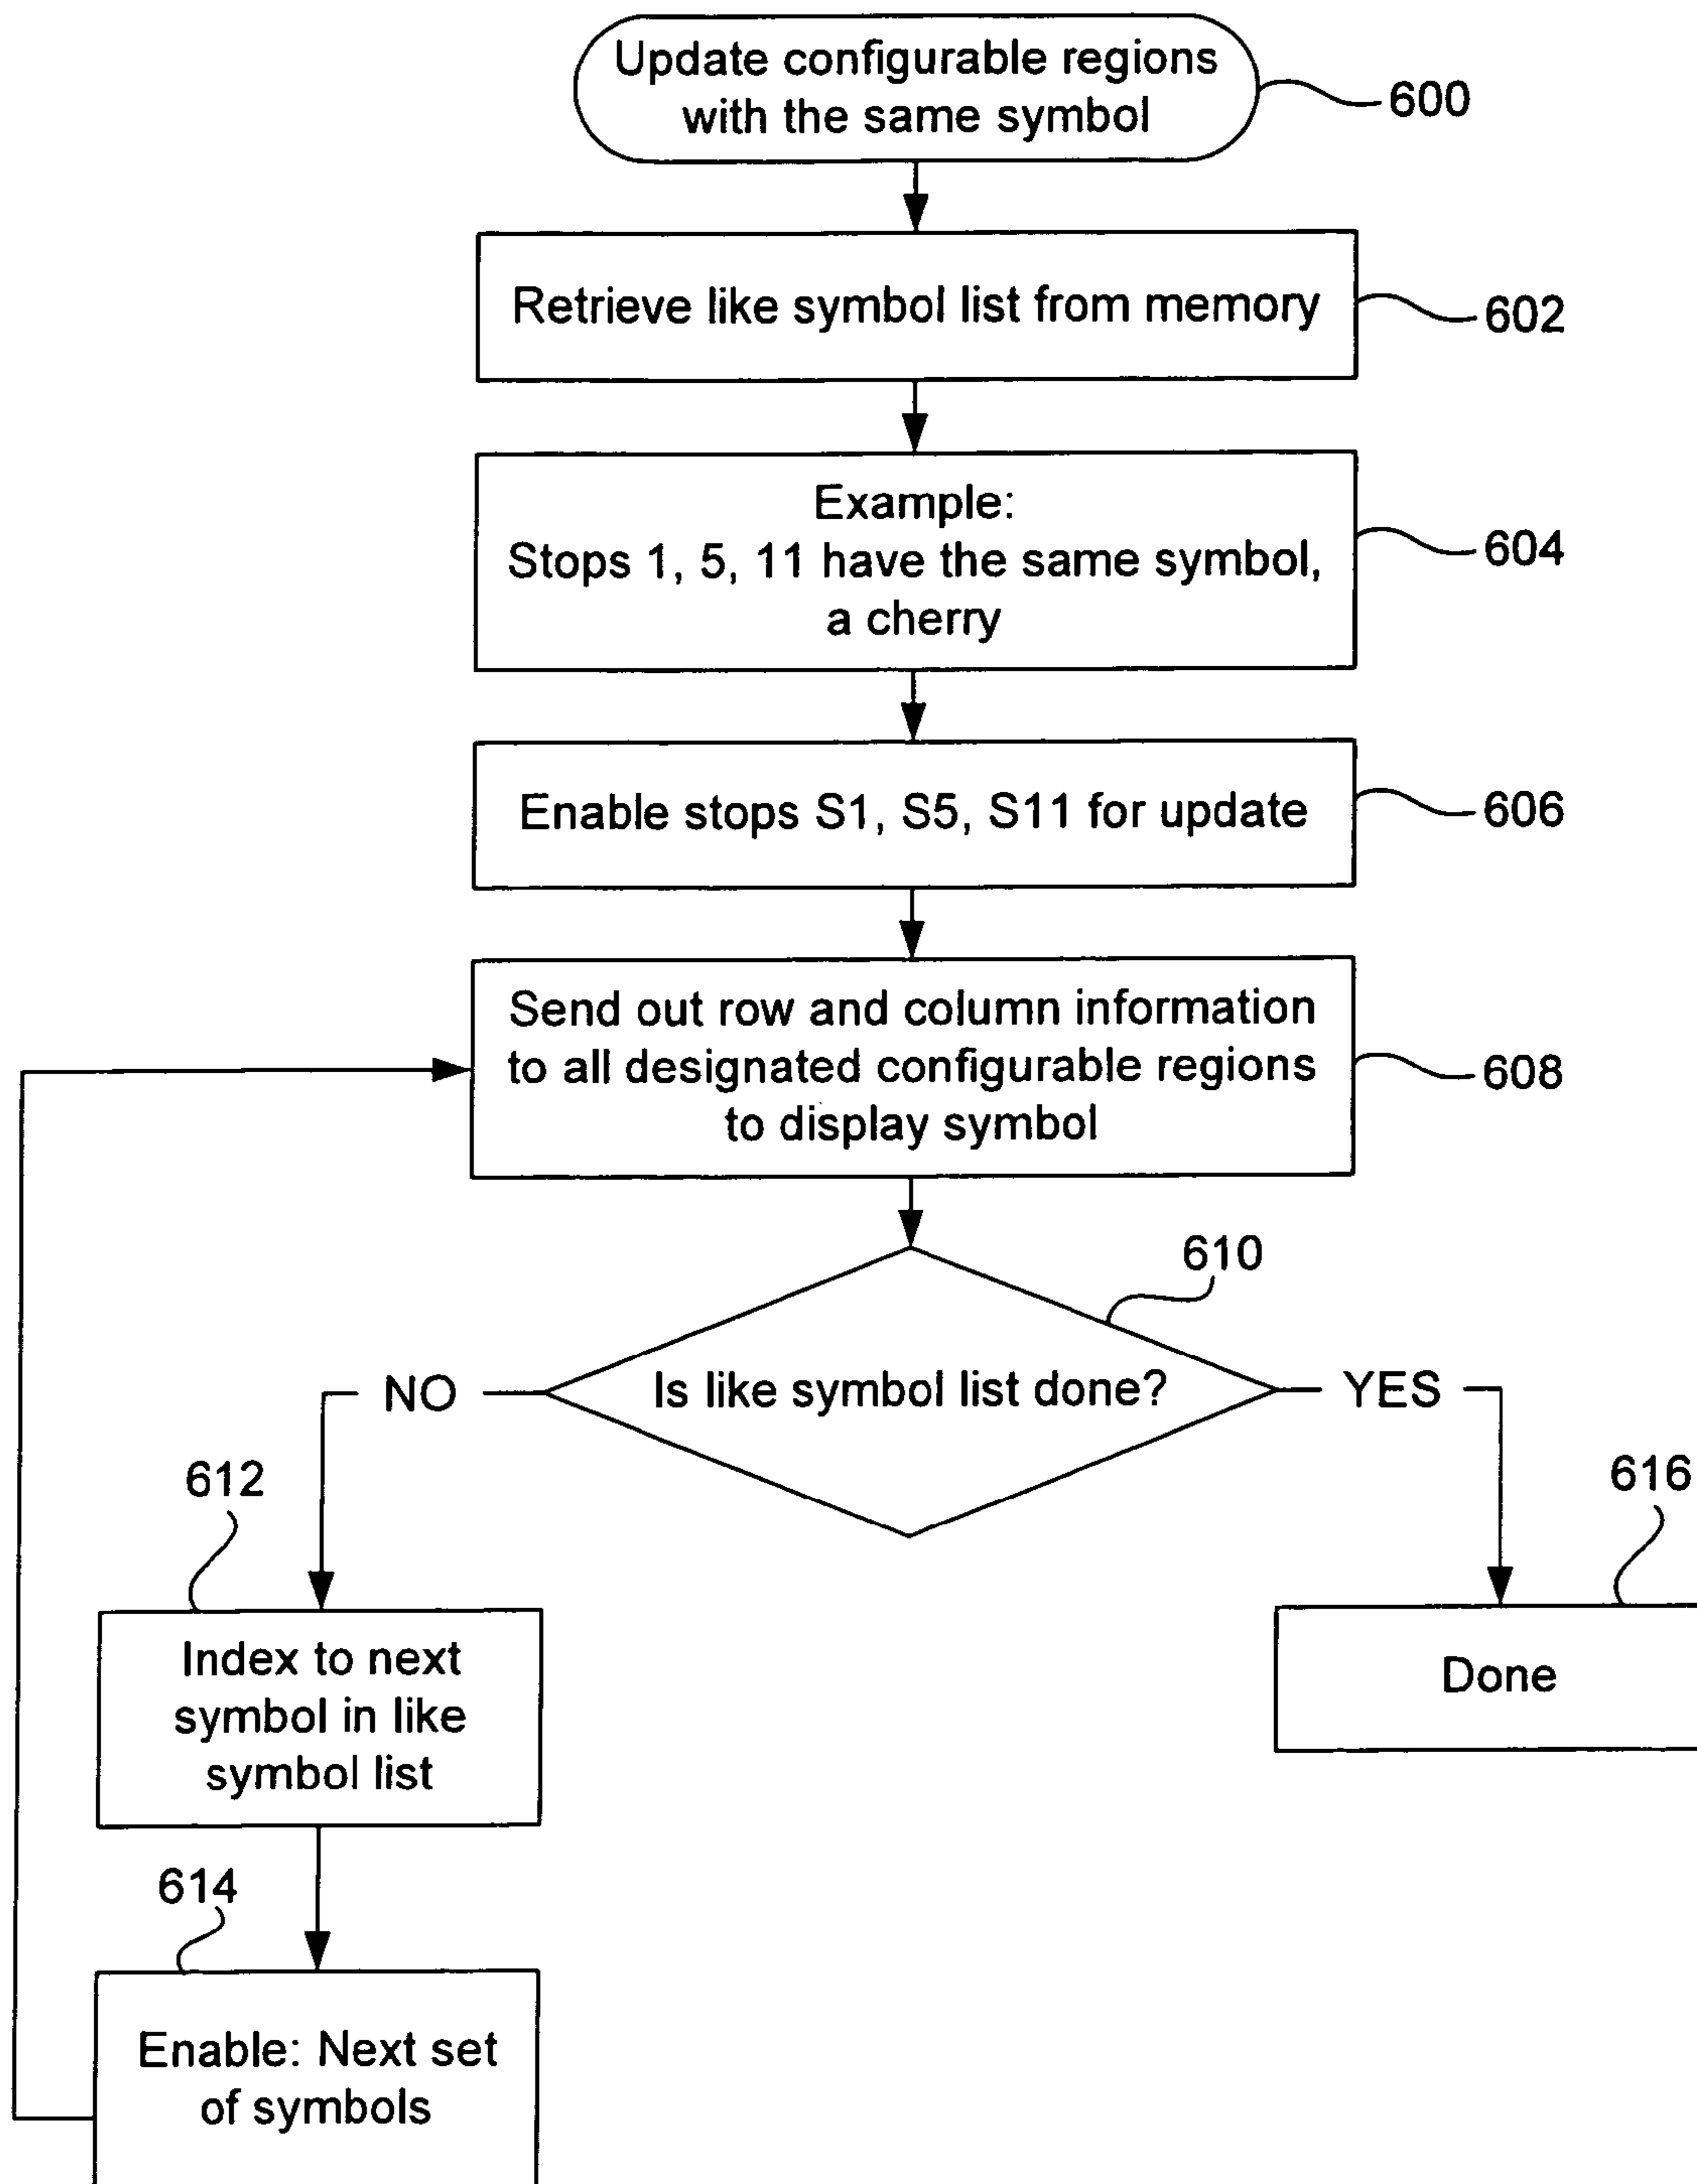 Update configurable regions
with the same symbol
600
Retrieve like symbol list from memory
602
Example:
Stops 1, 5, 11 have the same symbol,
a cherry
604
Enable stops S1, S5, S11 for update
606
Send out row and column information
to all designated configurable regions
to display symbol
608
610
Is like symbol list done?
NO
YES
612
616
Index to next
symbol in like
symbol list
Done
614
Enable: Next set
of symbols